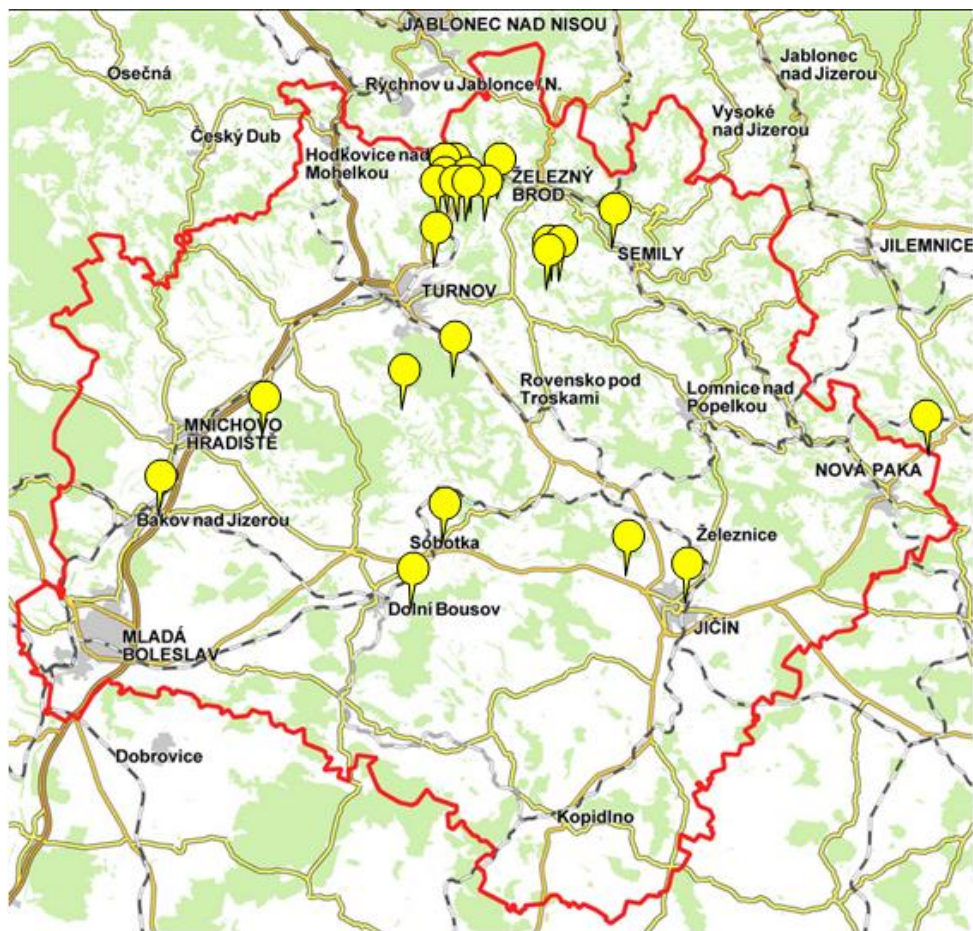 JABLONEC NAD NISOU
Osečná
Jablonec
nad Jizerou
Rychnov u Jablonce N.
Vysoké
nad Jizerou
Český Dub
Hodkovice nad
Mohelkou
ŽELEZNÝ
BROD
SEMILY
JILEMNICE
TURNOV
Rovensko pod
Troskami
Lomnice nad
Popelkou
MNICHOVO
HRADIŠTĚ
NOVÁ PAKA
Bakov nad Jizerou
Sobotka
Železnice
Dolní Bousov
JIČÍN
MLADÁ
BOLESLAV
Dobrovice
Kopidlno